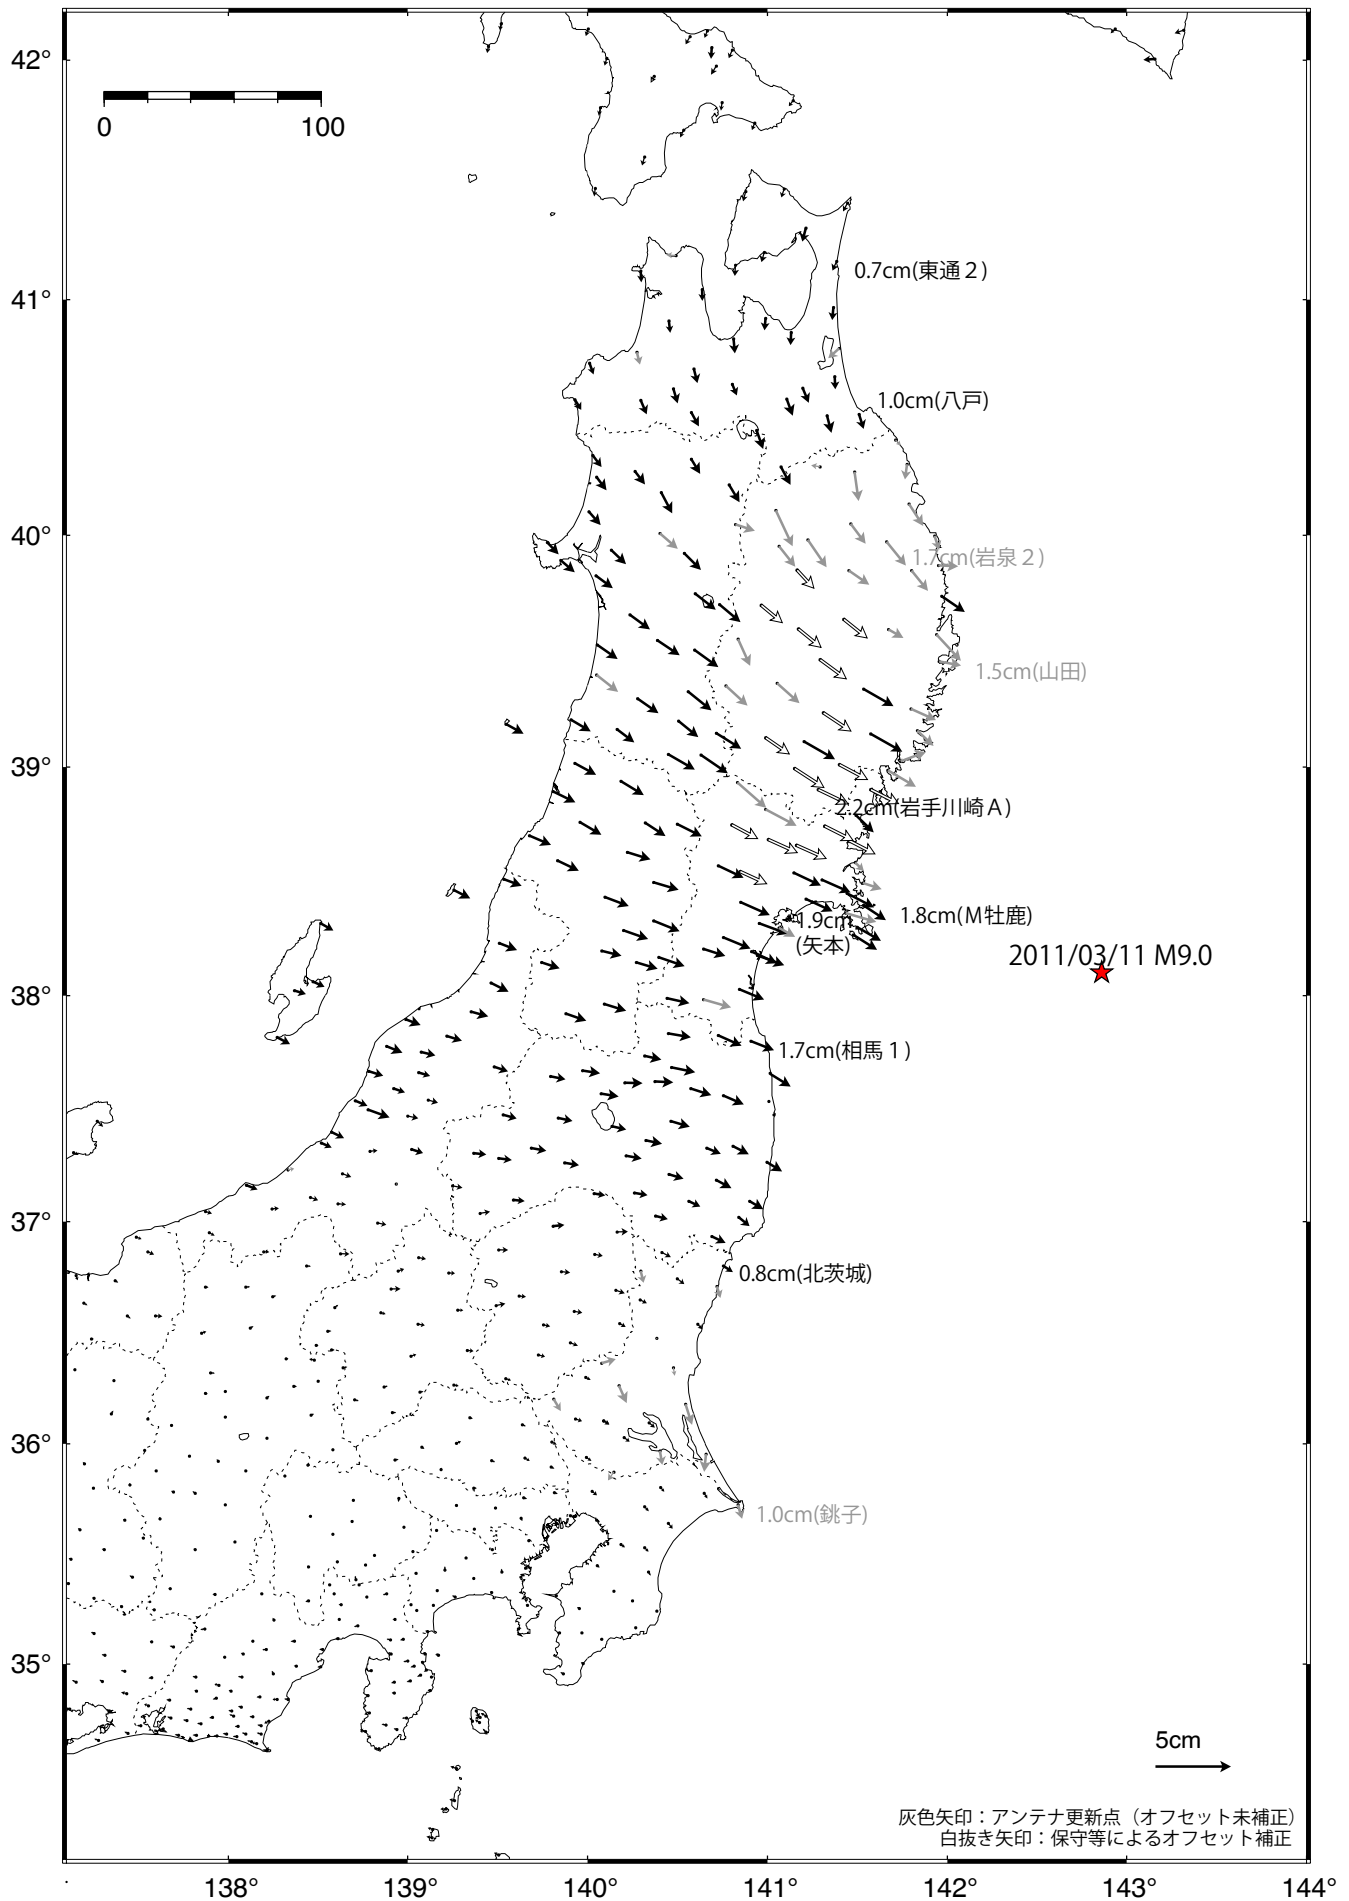 42°
0 100
0.7cm(東通２)
41°
1.0cm(八戸)
40°
1.7cm(岩泉２)
1.5cm(山田)
39°
2.2cm(岩手川崎Ａ)
1.8cm(Ｍ牡鹿)
1.9cm
(矢本)
2011/03/11 M9.0
38°
1.7cm(相馬１)
37°
0.8cm(北茨城)
36°
1.0cm(銚子)
35°
5cm
灰色矢印：アンテナ更新点（オフセット未補正）
白抜き矢印：保守等によるオフセット補正
138° 139° 140° 141° 142° 143° 144°